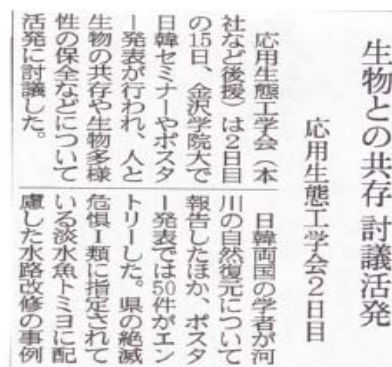 生物との共存 討議活発
応用生態工学会2日目
応用生態工学会（本
社など後援）は2日目
の15日、金沢学院大で
日韓セミナーやポスタ
ー発表が行われ、人と
生物の共存や生物多様
性の保全などについて
活発に討議した。
日韓両国の学者が河
川の自然復元について
報告したほか、ポスタ
ー発表では50件がエン
トリーした。県の絶滅
危惧Ⅰ類に指定されて
いる淡水魚トミヨに配
慮した水路改修の事例